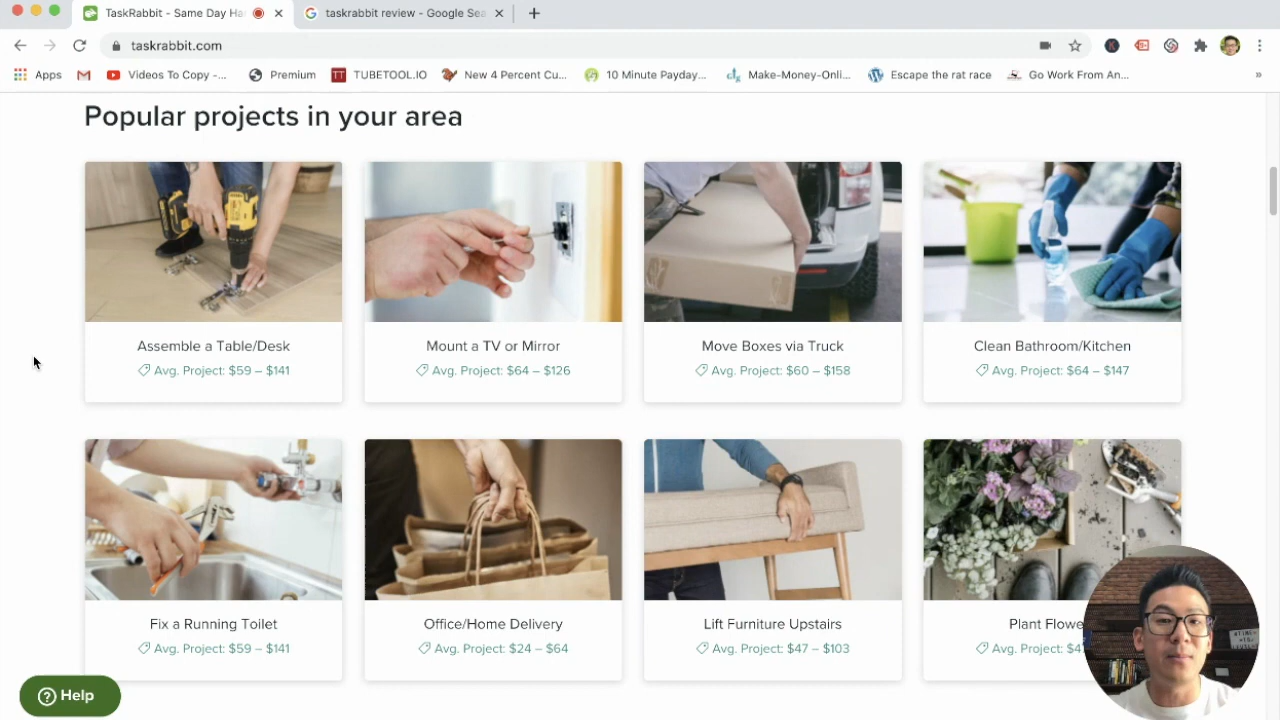 TaskRabbit - Same Day Ha
taskrabbit review - Google Sea
taskrabbit.com
Apps
Videos To Copy -...
Premium
TUBETOOL.IO
New 4 Percent Cu...
10 Minute Payday...
Make-Money-Onli...
Escape the rat race
Go Work From An...
»
Popular projects in your area
Assemble a Table/Desk
Avg. Project: $59 – $141
Mount a TV or Mirror
Avg. Project: $64 – $126
Move Boxes via Truck
Avg. Project: $60 – $158
Clean Bathroom/Kitchen
Avg. Project: $64 – $147
Fix a Running Toilet
Avg. Project: $59 – $141
Office/Home Delivery
Avg. Project: $24 – $64
Lift Furniture Upstairs
Avg. Project: $47 – $103
Plant Flowe
Avg. Project:
Help